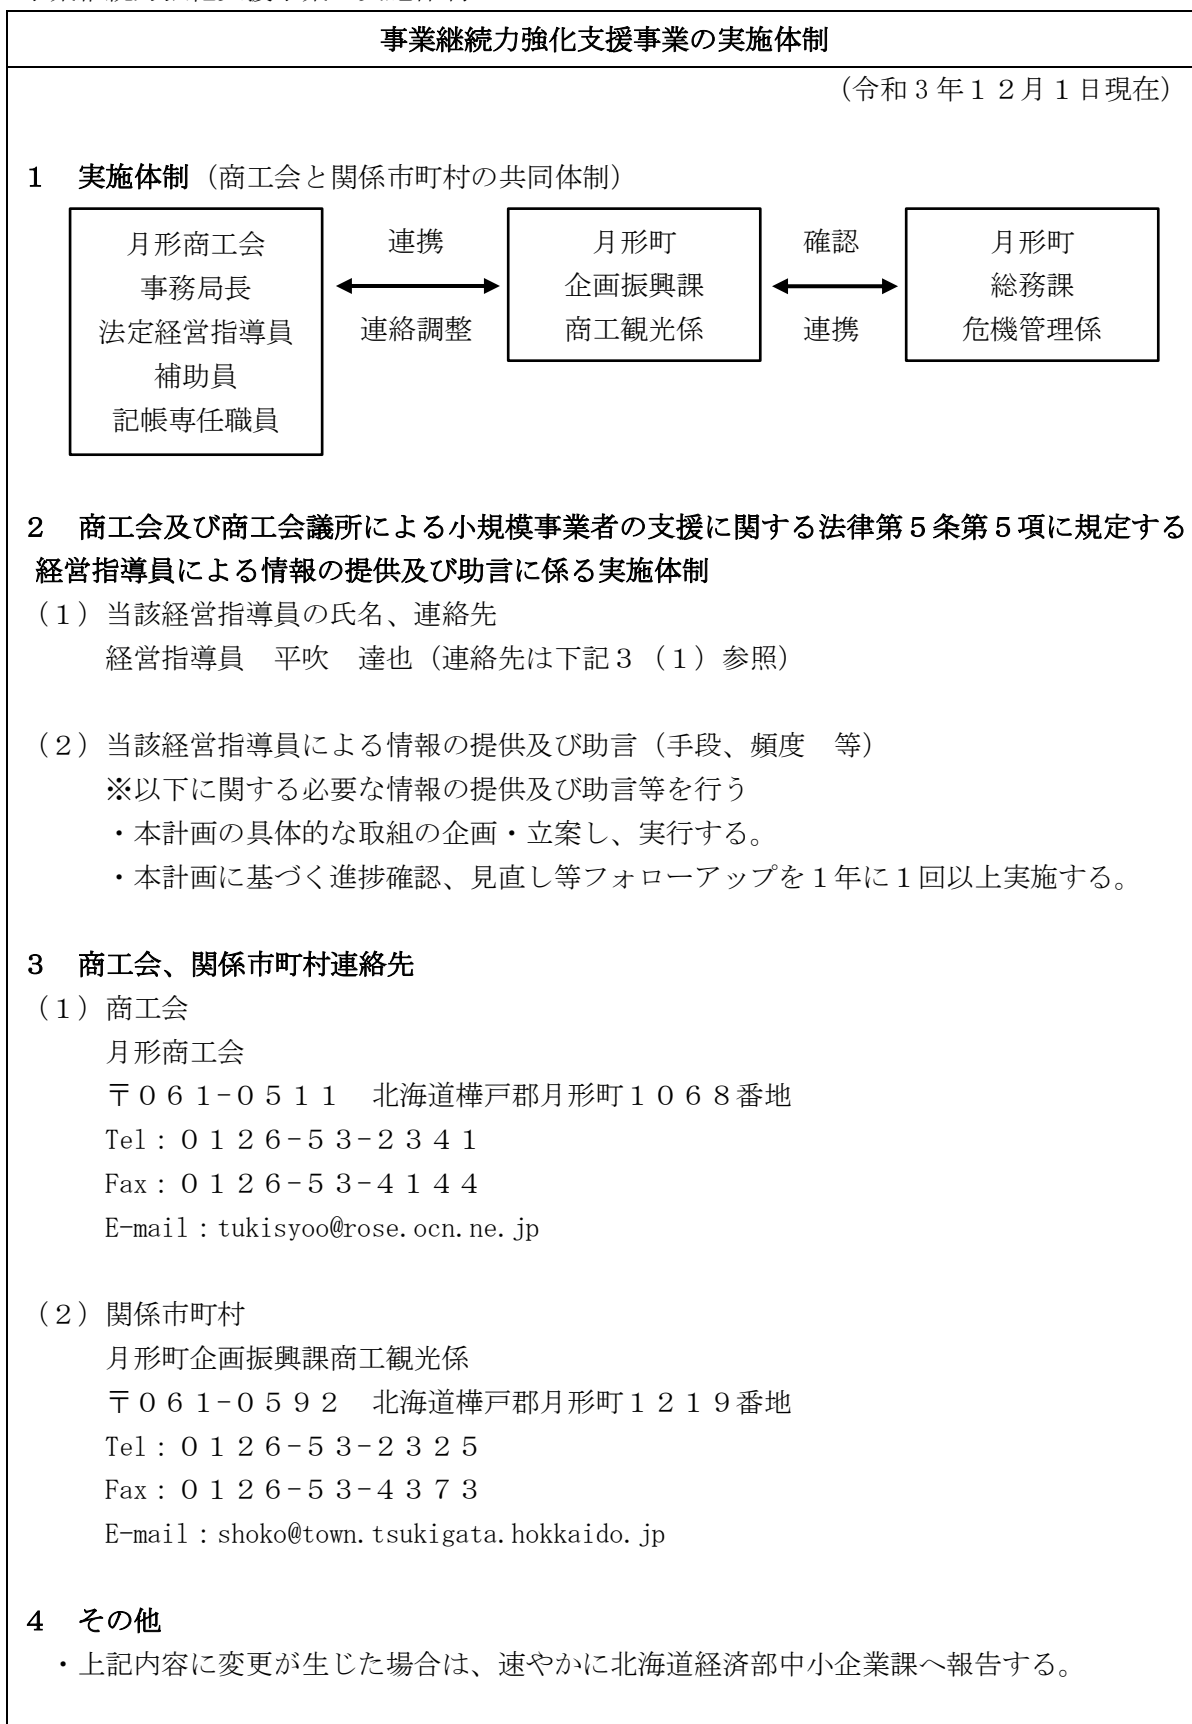 事業継続力強化支援事業の実施体制
(令和３年１２月１日現在)
１　実施体制（商工会と関係市町村の共同体制）
月形商工会
事務局長
法定経営指導員
補助員
記帳専任職員
連携
連絡調整
月形町
企画振興課
商工観光係
確認
連携
月形町
総務課
危機管理係
２　商工会及び商工会議所による小規模事業者の支援に関する法律第５条第５項に規定する
経営指導員による情報の提供及び助言に係る実施体制
（１）当該経営指導員の氏名、連絡先
経営指導員　平吹　達也（連絡先は下記３（１）参照）
（２）当該経営指導員による情報の提供及び助言（手段、頻度　等）
※以下に関する必要な情報の提供及び助言等を行う
・本計画の具体的な取組の企画・立案し、実行する。
・本計画に基づく進捗確認、見直し等フォローアップを１年に１回以上実施する。
３　商工会、関係市町村連絡先
（１）商工会
月形商工会
〒０６１-０５１１　北海道樺戸郡月形町１０６８番地
Tel：０１２６-５３-２３４１
Fax：０１２６-５３-４１４４
E-mail：tukisyoo@rose.ocn.ne.jp
（２）関係市町村
月形町企画振興課商工観光係
〒０６１-０５９２　北海道樺戸郡月形町１２１９番地
Tel：０１２６-５３-２３２５
Fax：０１２６-５３-４３７３
E-mail：shoko@town.tsukigata.hokkaido.jp
４　その他
・上記内容に変更が生じた場合は、速やかに北海道経済部中小企業課へ報告する。